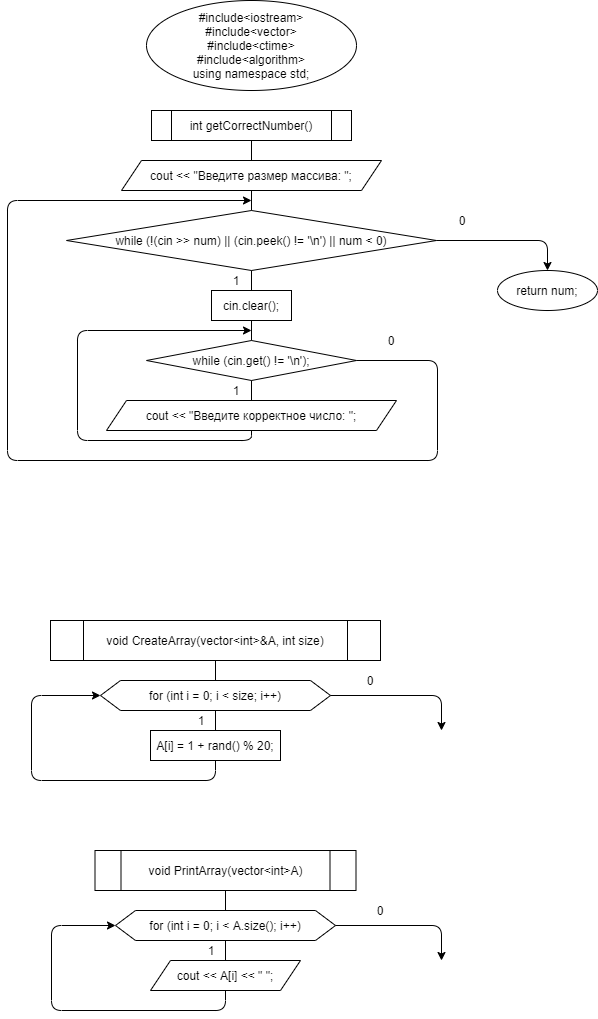 #include<iostream>
#include<vector>
#include<ctime>
#include<algorithm>
using namespace std;
int getCorrectNumber()
cout << "Введите размер массива: ";
while (!(cin >> num) || (cin.peek() != '\n') || num < 0)
0
1
return num;
cin.clear();
while (cin.get() != '\n');
0
1
cout << "Введите корректное число: ";
void CreateArray(vector<int>&A, int size)
for (int i = 0; i < size; i++)
0
1
A[i] = 1 + rand() % 20;
void PrintArray(vector<int>A)
for (int i = 0; i < A.size(); i++)
0
1
cout << A[i] << " ";